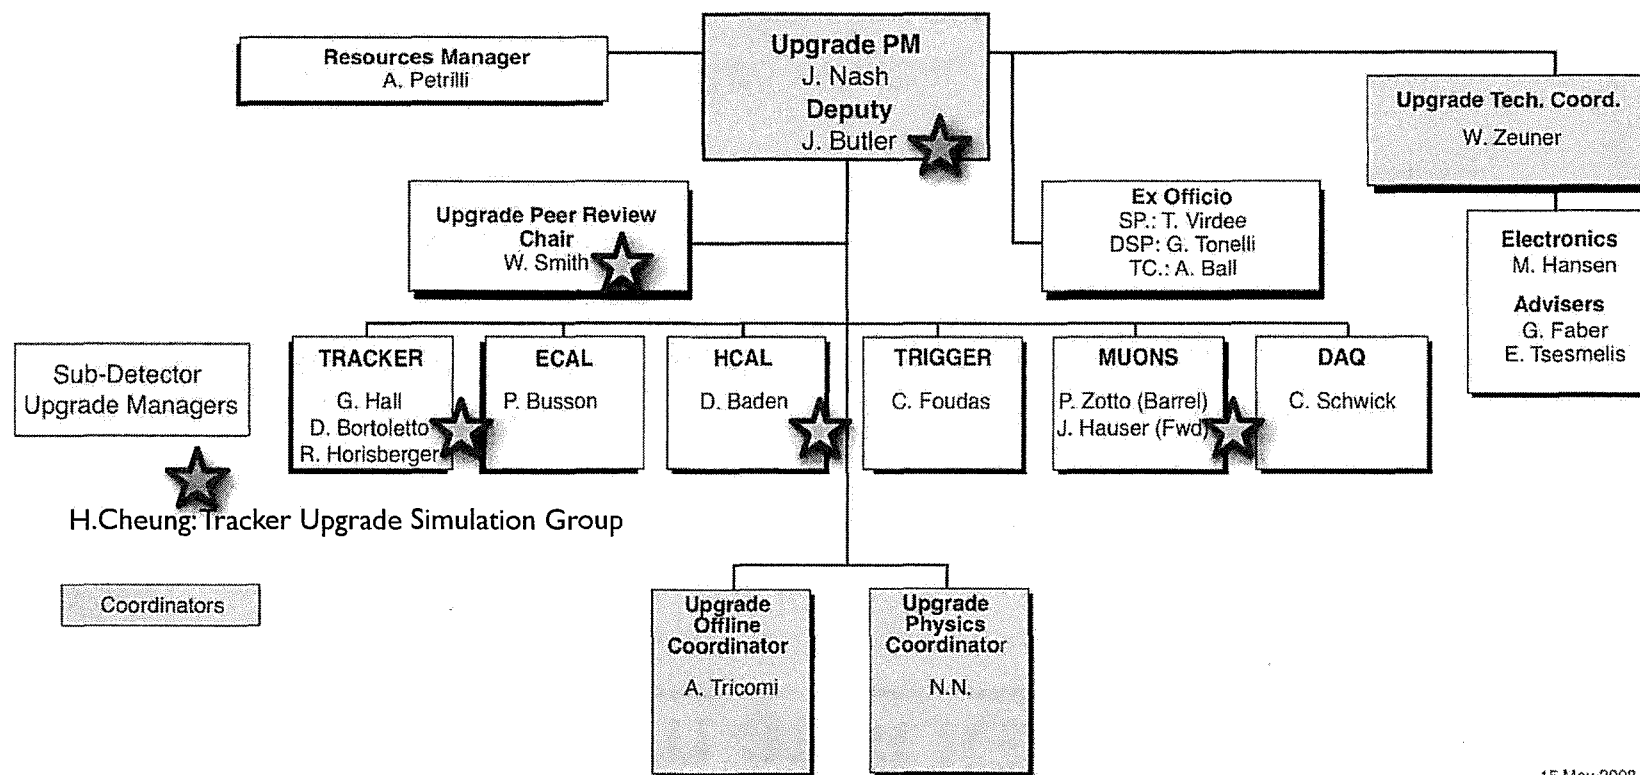 Resources Manager
A. Petrilli
Upgrade PM
J. Nash
Deputy
J. Butler
Upgrade Tech. Coord.
W. Zeuner
Upgrade Peer Review
Chair
W. Smith
Ex Officio
SP.: T. Virdee
DSP: G. Tonelli
TC.: A. Ball
Electronics
M. Hansen
Advisers
G. Faber
E. Tsesmelis
Sub-Detector
Upgrade Managers
TRACKER
G. Hall
D. Bortoletto
R. Horisberger
ECAL
P. Busson
HCAL
D. Baden
TRIGGER
C. Foudas
MUONS
P. Zotto (Barrel)
J. Hauser (Fwd)
DAQ
C. Schwick
H.Cheung: Tracker Upgrade Simulation Group
Coordinators
Upgrade
Offline
Coordinator
A. Tricomi
Upgrade
Physics
Coordinator
N.N.